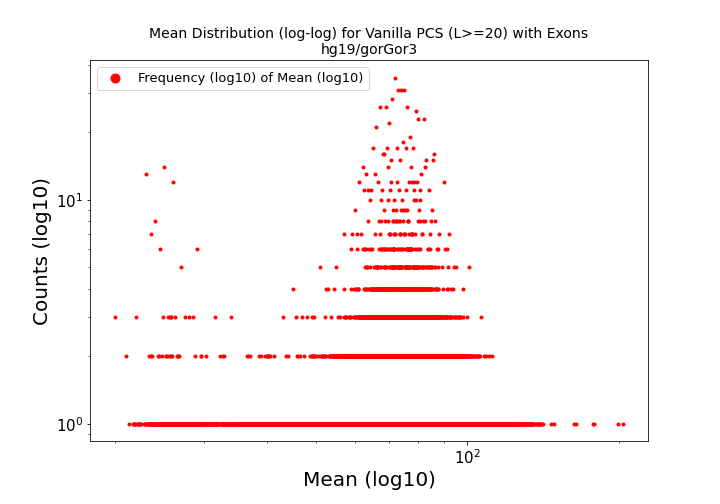 Mean Distribution (log-log) for Vanilla PCS (L>=20) with Exons
hg19/gorGor3
Frequency (log10) of Mean (log10)
Counts (log10)
10¹
10⁰
10²
Mean (log10)